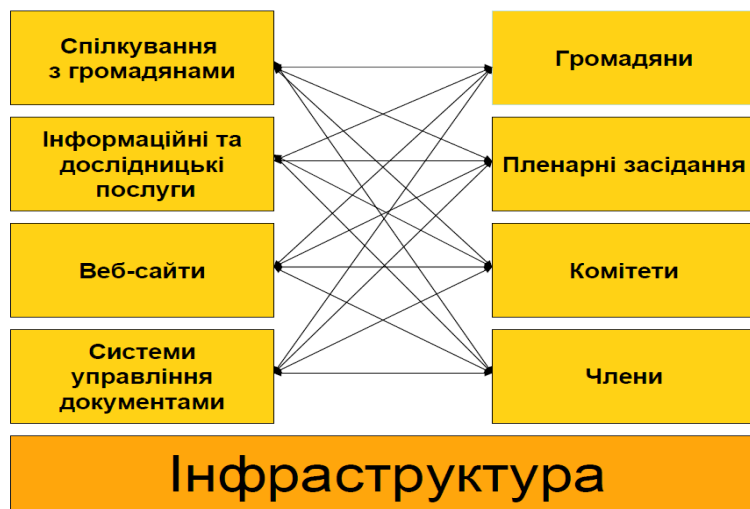 Спілкування
з громадянами
Громадяни
Інформаційні та
дослідницькі
послуги
Пленарні засідання
Веб-сайти
Комітети
Системи
управління
документами
Члени
Інфраструктура